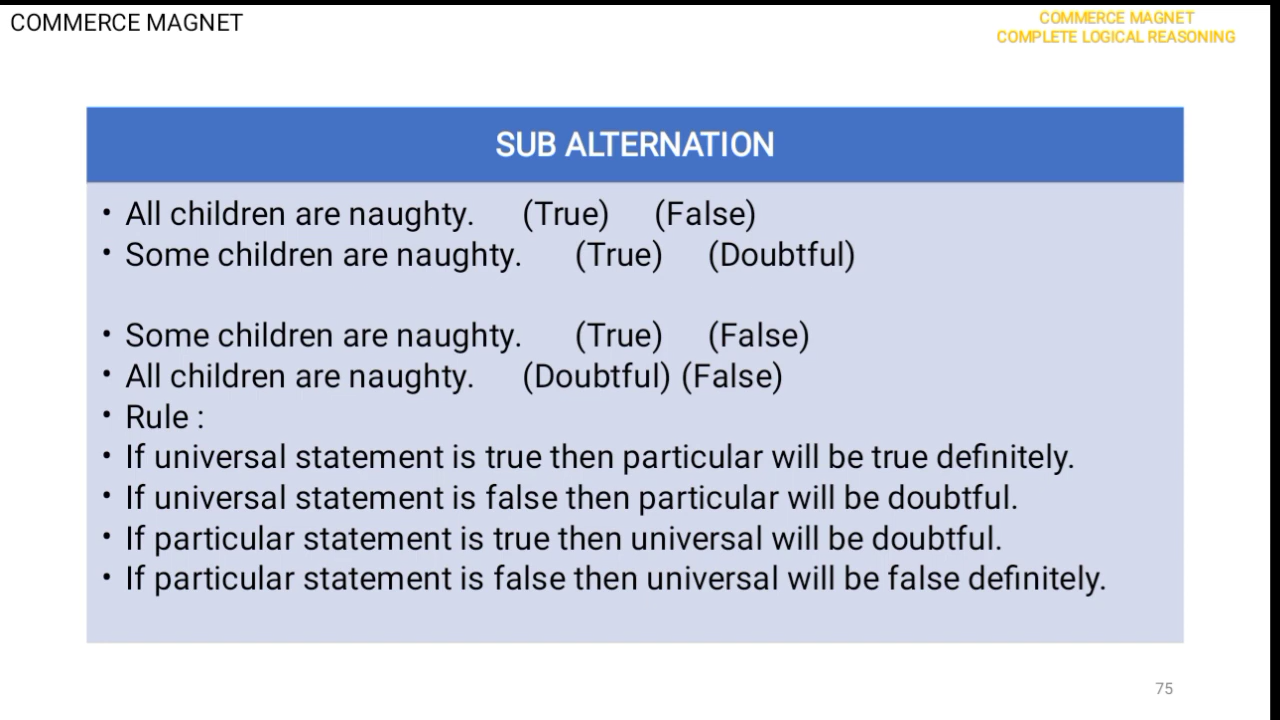 COMMERCE MAGNET
COMMERCE MAGNET
COMPLETE LOGICAL REASONING
SUB ALTERNATION
• All children are naughty. (True) (False)
• Some children are naughty. (True) (Doubtful)
• Some children are naughty. (True) (False)
• All children are naughty. (Doubtful) (False)
• Rule :
• If universal statement is true then particular will be true definitely.
• If universal statement is false then particular will be doubtful.
• If particular statement is true then universal will be doubtful.
• If particular statement is false then universal will be false definitely.
75